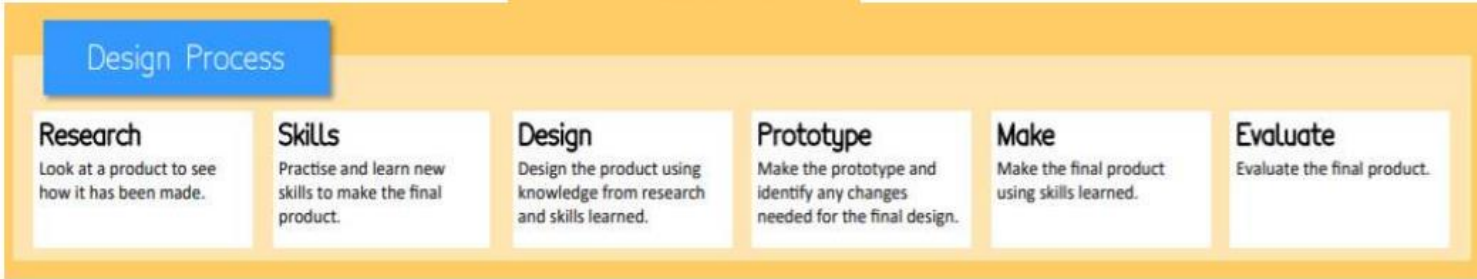 Design Process
Research
Look at a product to see
how it has been made.
Skills
Practise and learn new
skills to make the final
product.
Design
Design the product using
knowledge from research
and skills learned.
Prototype
Make the prototype and
identify any changes
needed for the final design.
Make
Make the final product
using skills learned.
Evaluate
Evaluate the final product.